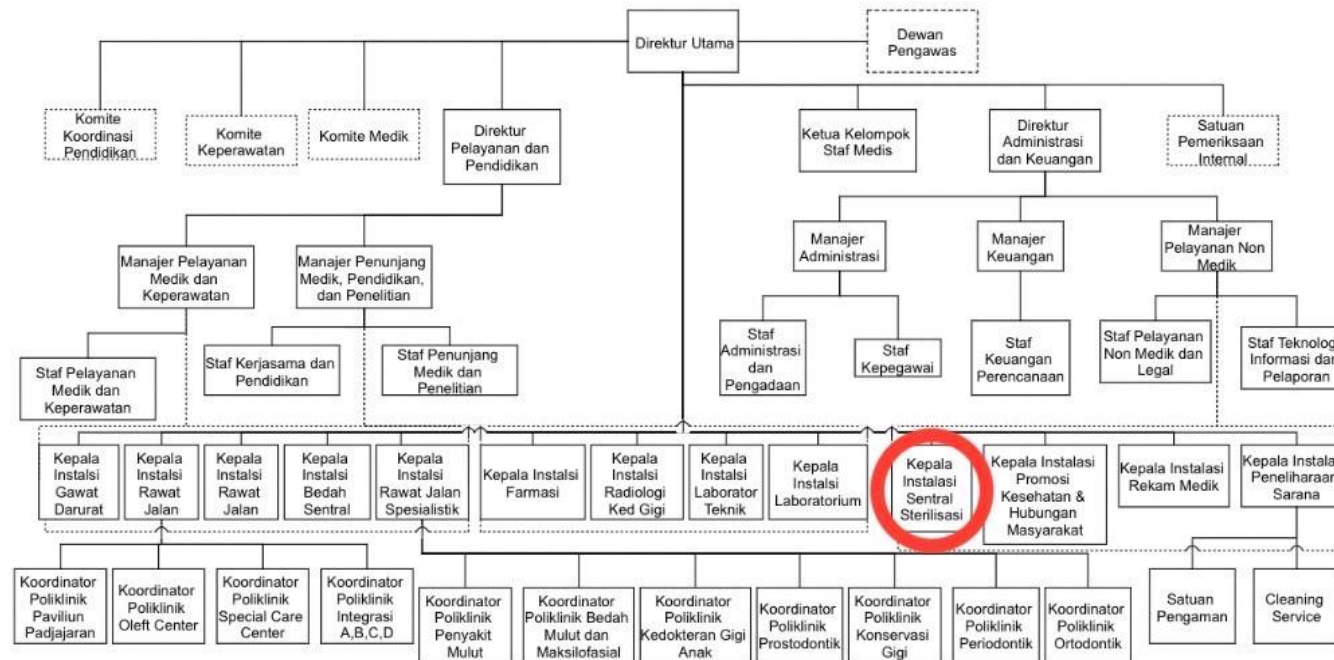 Direktur Utama
Dewan
Pengawas
Komite
Koordinasi
Pendidikan
Komite
Keperawatan
Komite Medik
Direktur
Pelayanan dan
Pendidikan
Ketua Kelompok
Staf Medis
Direktur
Administrasi
dan Keuangan
Satuan
Pemeriksaan
Internal
Manajer Pelayanan
Medik dan
Keperawatan
Manajer Penunjang
Medik, Pendidikan,
dan Penelitian
Manajer
Administrasi
Manajer
Keuangan
Manajer
Pelayanan Non
Medik
Staf Pelayanan
Medik dan
Keperawatan
Staf Kerjasama dan
Pendidikan
Staf Penunjang
Medik dan
Penelitian
Staf
Administrasi
dan
Pengadaan
Staf
Kepegawai
Staf
Keuangan
Perencanaan
Staf Pelayanan
Non Medik dan
Legal
Staf Teknolog
Informasi dan
Pelaporan
Kepala
Instalsi
Gawat
Darurat
Kepala
Instalsi
Rawat
Jalan
Kepala
Instalsi
Rawat
Jalan
Kepala
Instalsi
Bedah
Sentral
Kepala
Instalsi
Rawat Jalan
Spesialistik
Kepala Instalsi
Farmasi
Kepala
Instalsi
Radiologi
Ked Gigi
Kepala
Instalsi
Laborator
Teknik
Kepala
Instalsi
Laboratorium
Kepala
Instalasi
Sentral
Sterilisasi
Kepala Instalasi
Promosi
Kesehatan &
Hubungan
Masyarakat
Kepala Instalasi
Rekam Medik
Kepala Instala
Peneliharaan
Sarana
Koordinator
Poliklinik
Paviliun
Padjajaran
Koordinator
Poliklinik
Oleft Center
Koordinator
Poliklinik
Special Care
Center
Koordinator
Poliklinik
Integrasi
A,B,C,D
Koordinator
Poliklinik
Penyakit
Mulut
Koordinator
Poliklinik Bedah
Mulut dan
Maksilofasial
Koordinator
Poliklinik
Kedokteran Gigi
Anak
Koordinator
Poliklinik
Prostodontik
Koordinator
Poliklinik
Konservasi
Gigi
Koordinator
Poliklinik
Periodontik
Koordinator
Poliklinik
Ortodontik
Satuan
Pengaman
Cleaning
Service